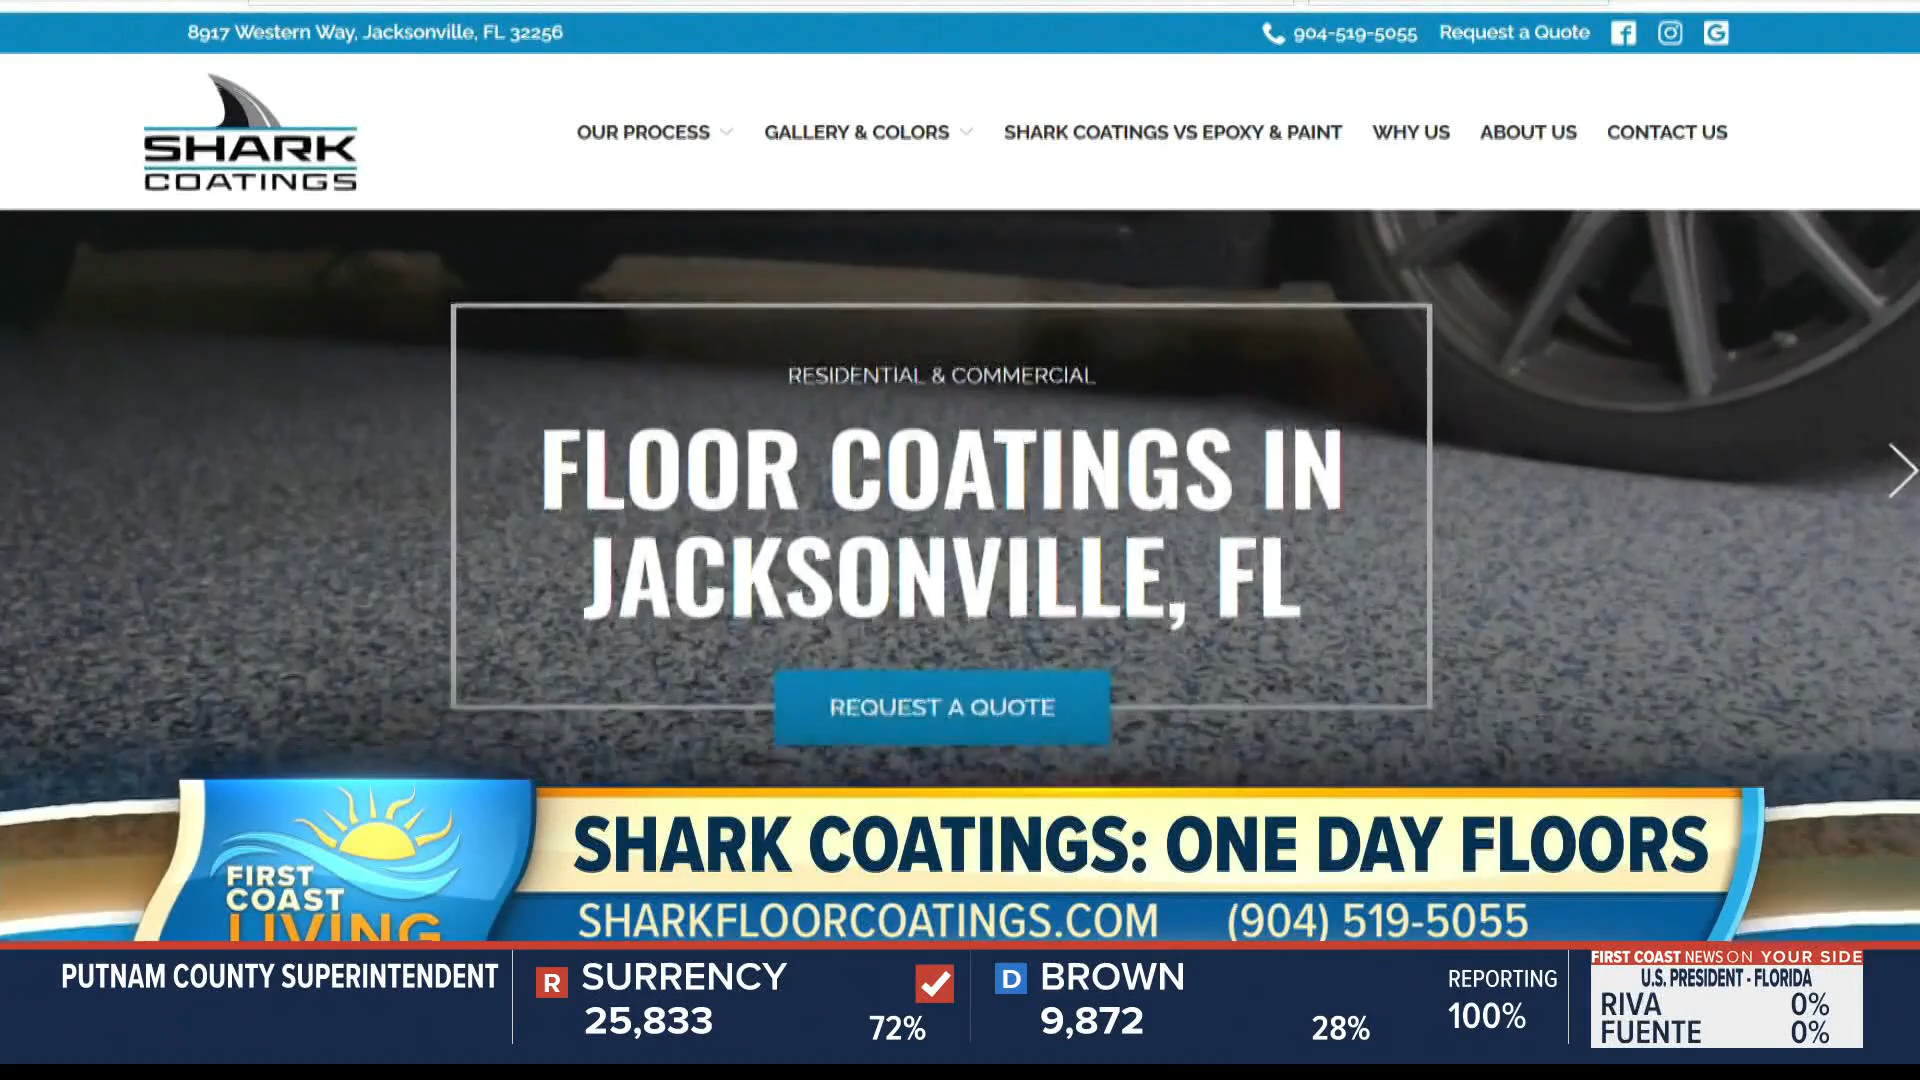 8917 Western Way, Jacksonville, FL 32256
904-519-5055 Request a Quote
SHARK
COATINGS
OUR PROCESS GALLERY & COLORS SHARK COATINGS VS EPOXY & PAINT WHY US ABOUT US CONTACT US
RESIDENTIAL & COMMERCIAL
FLOOR COATINGS IN
JACKSONVILLE, FL
REQUEST A QUOTE
FIRST
COAST
LIVING
SHARK COATINGS: ONE DAY FLOORS
SHARKFLOORCOATINGS.COM (904) 519-5055
PUTNAM COUNTY SUPERINTENDENT
R SURRENCY
25,833 72%
D BROWN
9,872 28%
REPORTING
100%
FIRST COAST NEWS ON YOUR SIDE
U.S. PRESIDENT - FLORIDA
RIVA 0%
FUENTE 0%